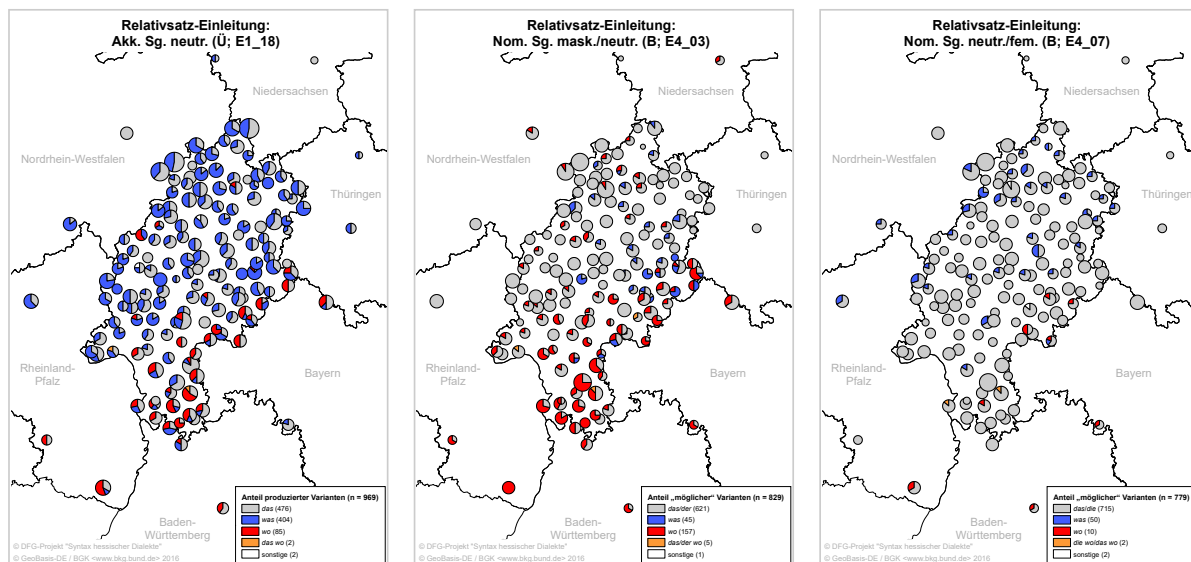 Relativsatz-Einleitung:
Akk. Sg. neutr. (Ü; E1_18)
Niedersachsen
Nordrhein-Westfalen
Thüringen
Rheinland-
Pfalz
Bayern
Baden-
Württemberg
Anteil produzierter Varianten (n = 969)
das (476)
was (404)
wo (85)
das wo (2)
sonstige (2)
© DFG-Projekt "Syntax hessischer Dialekte"
© GeoBasis-DE / BGK <www.bkg.bund.de> 2016
Relativsatz-Einleitung:
Nom. Sg. mask./neutr. (B; E4_03)
Niedersachsen
Nordrhein-Westfalen
Thüringen
Rheinland-
Pfalz
Bayern
Baden-
Württemberg
Anteil „möglicher“ Varianten (n = 829)
das/der (621)
was (45)
wo (157)
das/der wo (5)
sonstige (1)
© DFG-Projekt "Syntax hessischer Dialekte"
© GeoBasis-DE / BGK <www.bkg.bund.de> 2016
Relativsatz-Einleitung:
Nom. Sg. neutr./fem. (B; E4_07)
Niedersachsen
Nordrhein-Westfalen
Thüringen
Rheinland-
Pfalz
Bayern
Baden-
Württemberg
Anteil „möglicher“ Varianten (n = 779)
das/die (715)
was (50)
wo (10)
die wo/das wo (2)
sonstige (2)
© DFG-Projekt "Syntax hessischer Dialekte"
© GeoBasis-DE / BGK <www.bkg.bund.de> 2016